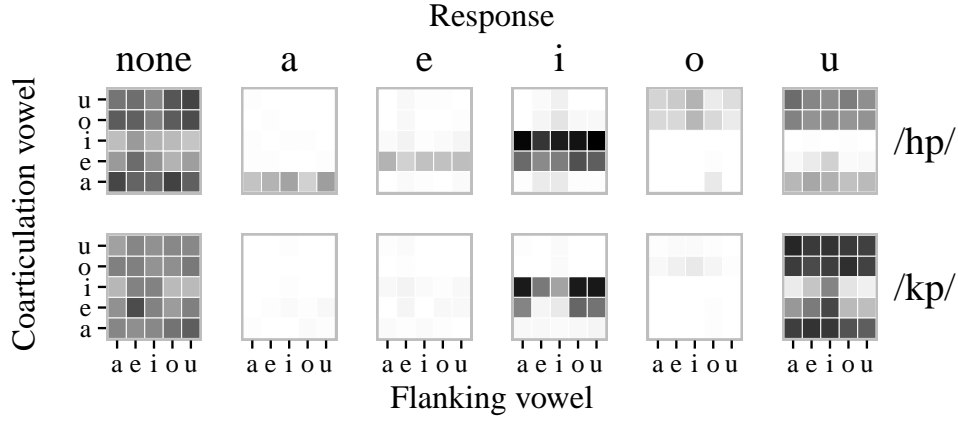 Response
none a e i o u
Coarticulation vowel
u
o
i
e
a
/hp/
u
o
i
e
a
/kp/
a e i o u a e i o u a e i o u a e i o u a e i o u a e i o u
Flanking vowel